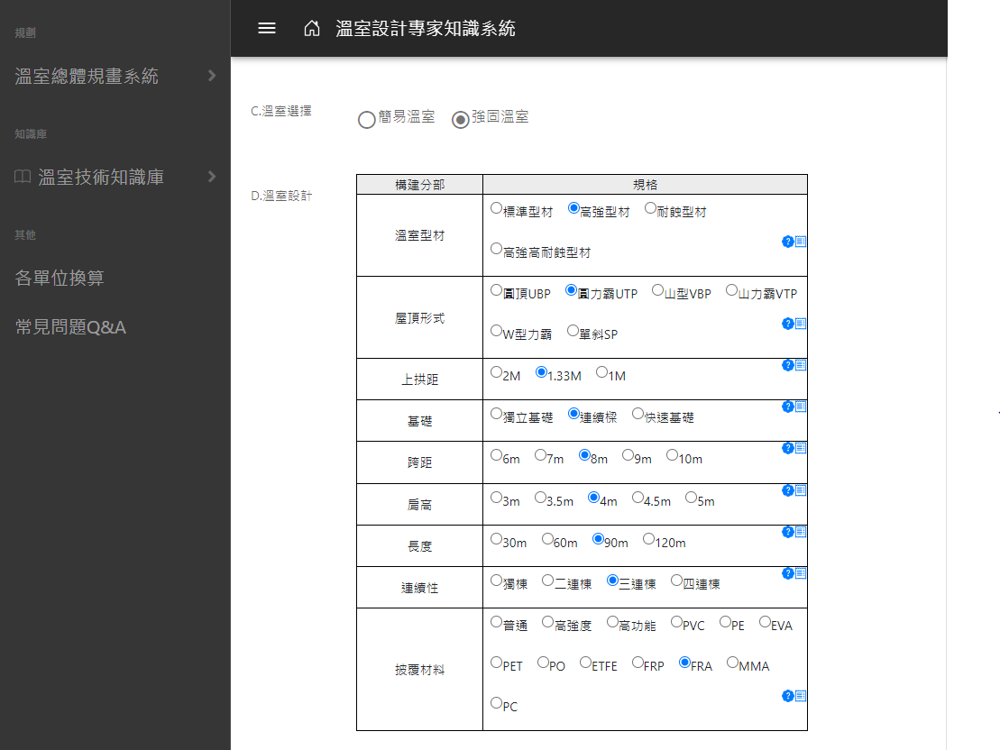 規劃
溫室總體規畫系統
知識庫
溫室技術知識庫
其他
各單位換算
常見問題Q&A
溫室設計專家知識系統
C.溫室選擇
簡易溫室 強固溫室
D.溫室設計
構建分部 規格
溫室型材
標準型材 高強型材 耐蝕型材
高強高耐蝕型材
屋頂形式
圓頂UBP 圓力霸UTP 山型VBP 山力霸VTP
W型力霸 單斜SP
上拱距
2M 1.33M 1M
基礎
獨立基礎 連續樑 快速基礎
跨距
6m 7m 8m 9m 10m
肩高
3m 3.5m 4m 4.5m 5m
長度
30m 60m 90m 120m
連續性
獨棟 二連棟 三連棟 四連棟
披覆材料
普通 高強度 高功能 PVC PE EVA
PET PO ETFE FRP FRA MMA
PC